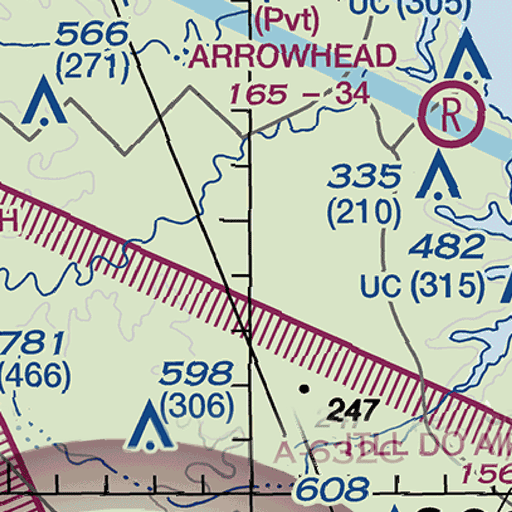 UC (305)
(Pvt)
566
(271)
ARROWHEAD
165 - 34
R
335
(210)
H
482
UC (315)
781
(466)
598
(306)
247
608
156